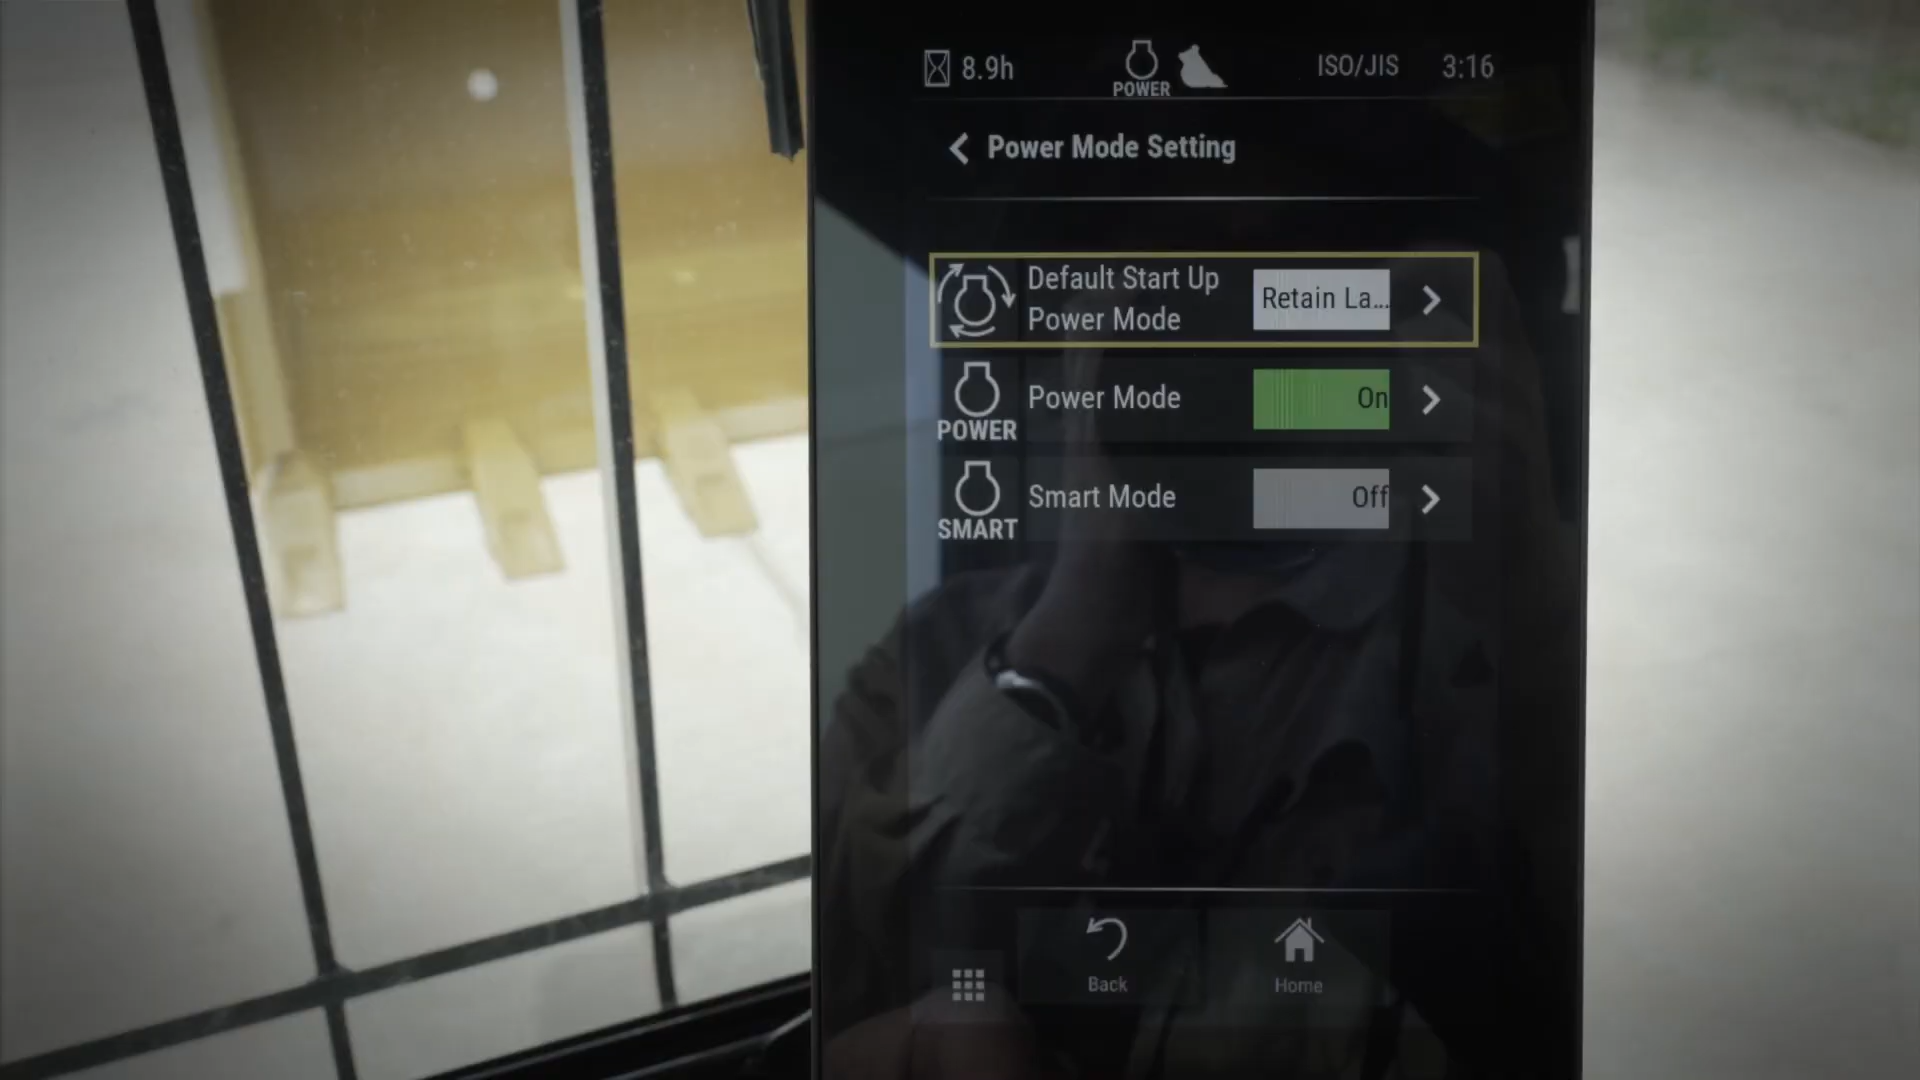 8.9h
POWER
ISO/JIS
3:16
Power Mode Setting
Default Start Up
Power Mode
Retain La...
POWER
Power Mode
On
SMART
Smart Mode
Off
Back
Home